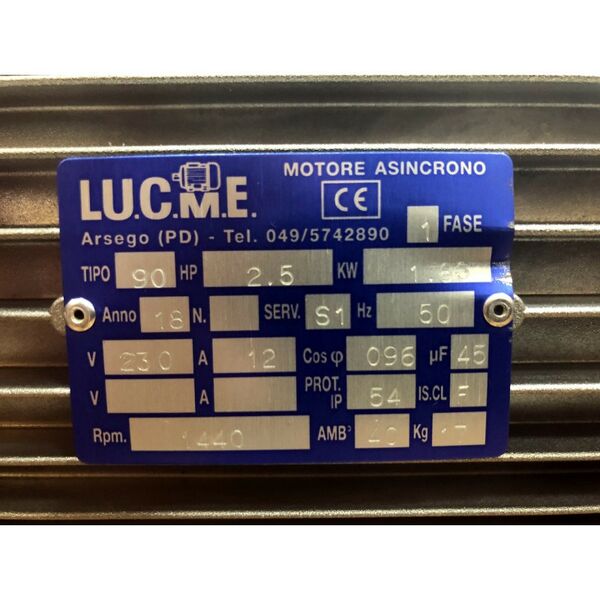 LU.C.M.E.
MOTORE ASINCRONO
CE
Arsego (PD) - Tel. 049/5742890 1 FASE
TIPO 90 HP 2.5 KW
Anno 18 N. SERV. S1 Hz 50
V 230 A 12 Cos φ 096 µF 45
V A PROT. IP 54 IS.CL F
Rpm. 1440 AMB³ 40 Kg 17